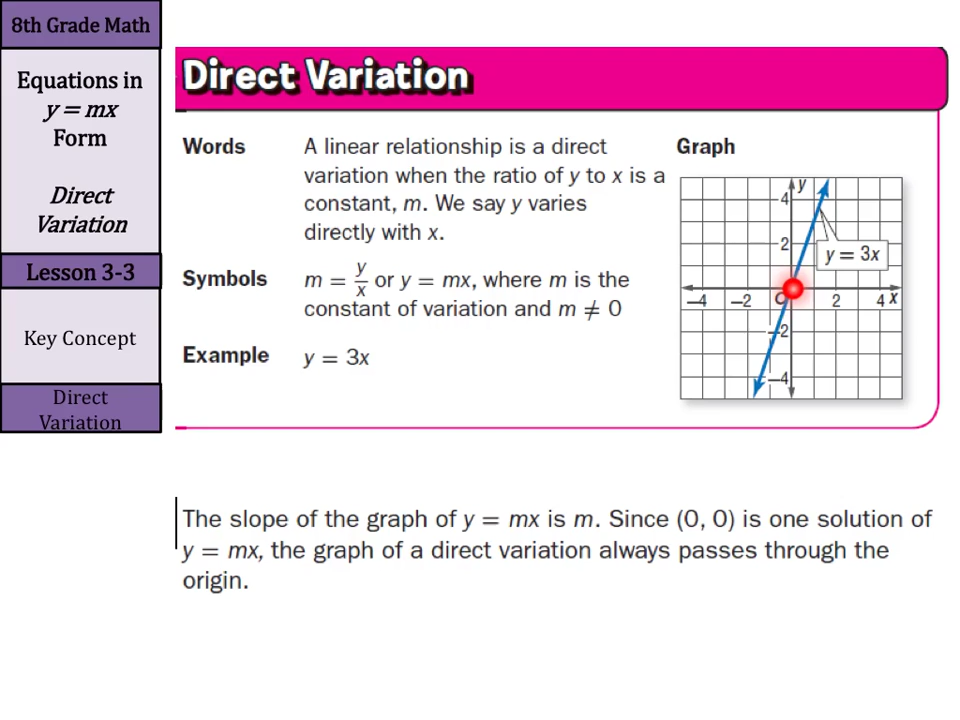 8th Grade Math
Equations in
y = mx
Form
Direct
Variation
Lesson 3-3
Key Concept
Direct
Variation
Direct Variation
Words
A linear relationship is a direct
variation when the ratio of y to x is a
constant, m. We say y varies
directly with x.
Symbols
m = y/x or y = mx, where m is the
constant of variation and m ≠ 0
Example
y = 3x
Graph
y
4
2
y = 3x
−4 −2 O 2 4 x
−2
−4
The slope of the graph of y = mx is m. Since (0, 0) is one solution of
y = mx, the graph of a direct variation always passes through the
origin.